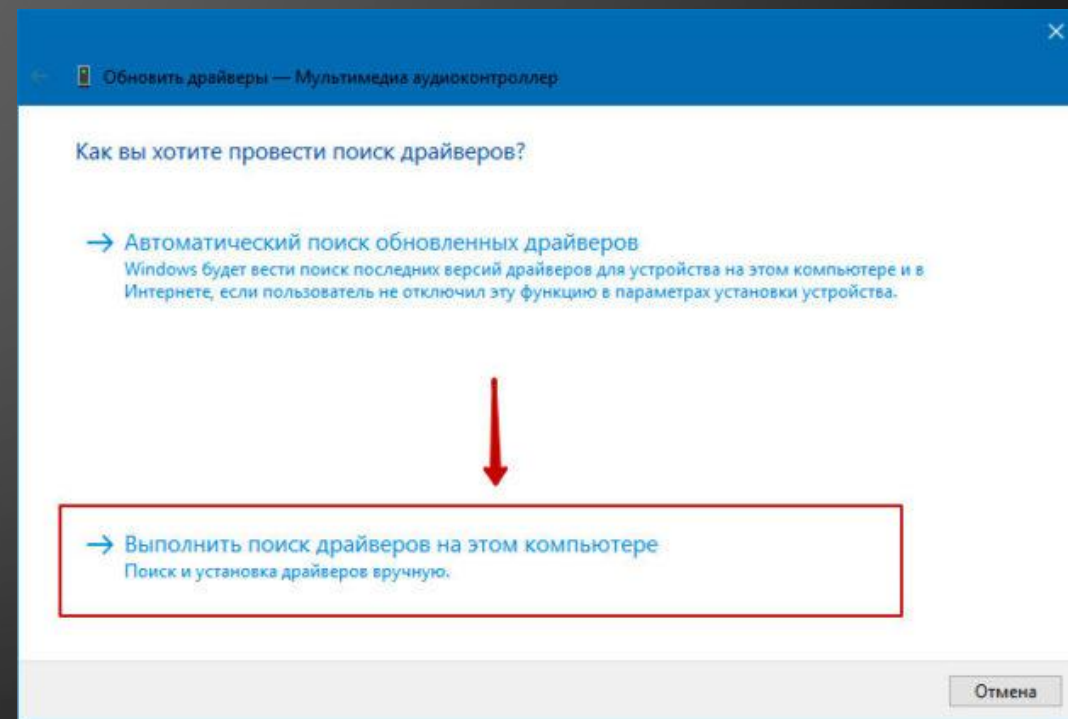 Обновить драйверы — Мультимедиа аудиоконтроллер
Как вы хотите провести поиск драйверов?
Автоматический поиск обновленных драйверов
Windows будет вести поиск последних версий драйверов для устройства на этом компьютере и в
Интернете, если пользователь не отключил эту функцию в параметрах установки устройства.
Выполнить поиск драйверов на этом компьютере
Поиск и установка драйверов вручную.
Отмена